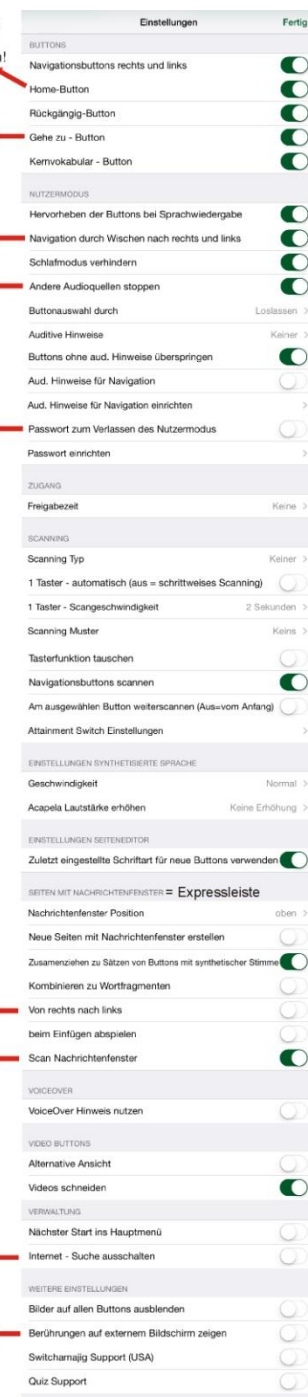 Einstellungen Fertig
!
BUTTONS
Navigationsbuttons rechts und links
Home-Button
Rückgängig-Button
Gehe zu - Button
Kernvokabular - Button
NUTZERMODUS
Hervorheben der Buttons bei Sprachwiedergabe
Navigation durch Wischen nach rechts und links
Schlafmodus verhindern
Andere Audioquellen stoppen
Buttonauswahl durch Loslassen >
Auditive Hinweise Keiner >
Buttons ohne aud. Hinweise überspringen
Aud. Hinweise für Navigation
Aud. Hinweise für Navigation einrichten >
Passwort zum Verlassen des Nutzermodus
Passwort einrichten >
ZUGANG
Freigabezeit Keine >
SCANNING
Scanning Typ Keiner >
1 Taster - automatisch (aus = schrittweises Scanning)
1 Taster - Scangeschwindigkeit 2 Sekunden >
Scanning Muster Keins >
Tasterfunktion tauschen
Navigationsbuttons scannen
Am ausgewählten Button weiterscannen (Aus=vom Anfang)
Attainment Switch Einstellungen >
EINSTELLUNGEN SYNTHETISIERTE SPRACHE
Geschwindigkeit Normal >
Acapela Lautstärke erhöhen Keine Erhöhung >
EINSTELLUNGEN SEITENEDITOR
Zuletzt eingestellte Schriftart für neue Buttons verwenden
SEITEN MIT NACHRICHTENFENSTER = Expressleiste
Nachrichtenfenster Position oben >
Neue Seiten mit Nachrichtenfenster erstellen
Zusamenziehen zu Sätzen von Buttons mit synthetischer Stimme
Kombinieren zu Wortfragmenten
Von rechts nach links
beim Einfügen abspielen
Scan Nachrichtenfenster
VOICEOVER
VoiceOver Hinweis nutzen
VIDEO BUTTONS
Alternative Ansicht
Videos schneiden
VERWALTUNG
Nächster Start ins Hauptmenü
Internet - Suche ausschalten
WEITERE EINSTELLUNGEN
Bilder auf allen Buttons ausblenden
Berührungen auf externem Bildschirm zeigen
Switchamajig Support (USA)
Quiz Support